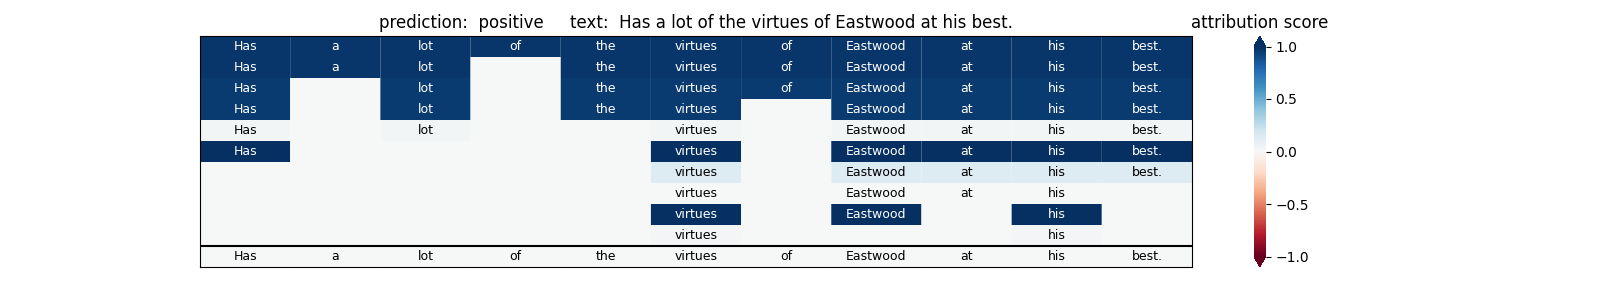 prediction: positive text: Has a lot of the virtues of Eastwood at his best. attribution score
Has a lot of the virtues of Eastwood at his best. 1.0
Has a lot the virtues of Eastwood at his best.
Has lot the virtues of Eastwood at his best.
Has lot the virtues Eastwood at his best. 0.5
Has lot virtues Eastwood at his best.
Has virtues Eastwood at his best. 0.0
virtues Eastwood at his best.
virtues Eastwood at his
virtues Eastwood his −0.5
virtues his
Has a lot of the virtues of Eastwood at his best. −1.0